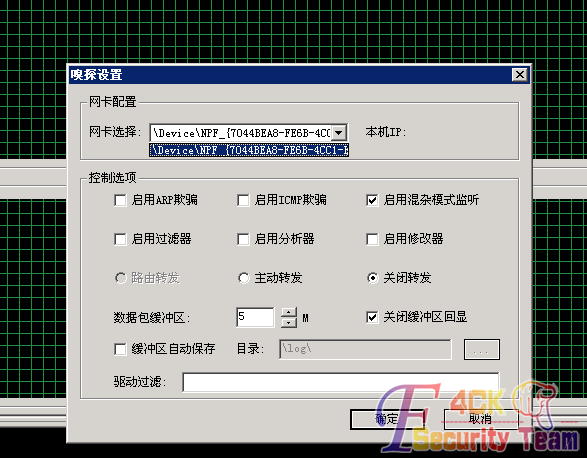 嗅探设置
网卡配置
网卡选择: \Device\NPF_{7044BEA8-FE6B-4CC 本机IP:
\Device\NPF_{7044BEA8-FE6B-4CC1-
控制选项
启用ARP欺骗 启用ICMP欺骗 启用混杂模式监听
启用过滤器 启用分析器 启用修改器
路由转发 主动转发 关闭转发
数据包缓冲区: 5 M 关闭缓冲区回显
缓冲区自动保存 目录: \log\ ...
驱动过滤:
确定 取消
F4CK
Security Team